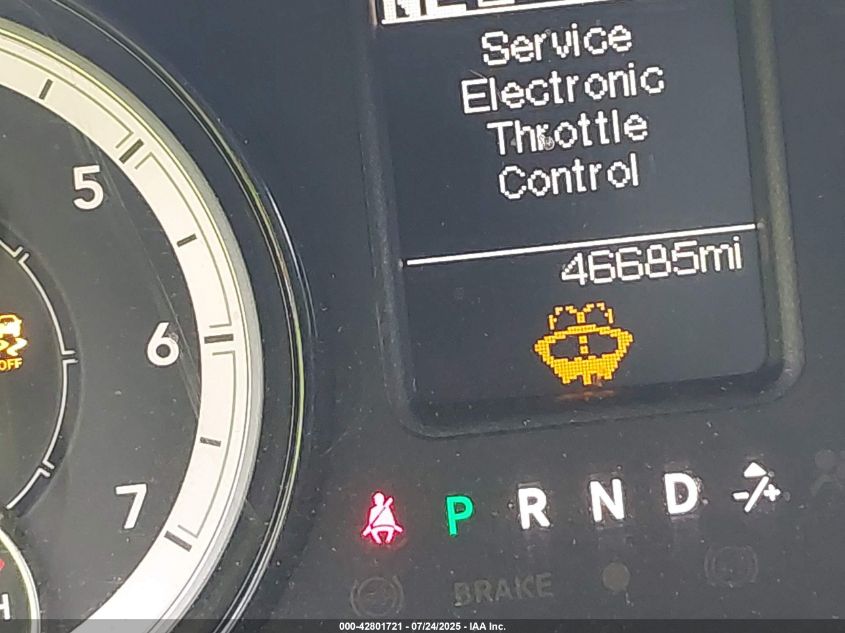 Service
Electronic
Throttle
Control
46685mi
5
6
7
OFF
P R N D -/+
BRAKE
H
000-42801721 - 07/24/2025 - IAA Inc.